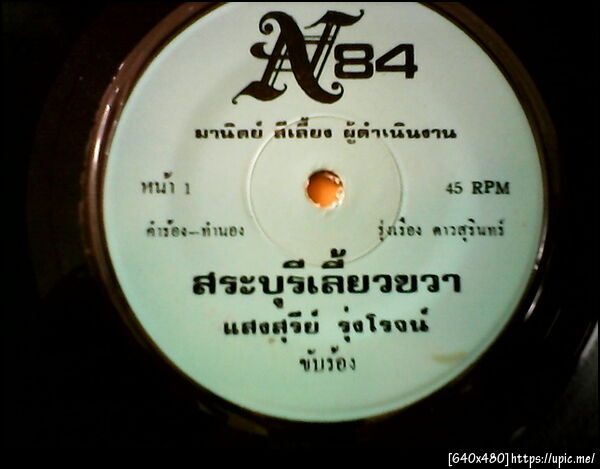 N 84
มานิตย์ สีเลี้ยง ผู้ดำเนินงาน
หน้า 1
45 RPM
คำร้อง-ทำนอง
รุ่งเรือง ดาวสุรินทร์
สระบุรีเลี้ยวขวา
แสงสุรีย์ รุ่งโรจน์
ขับร้อง
[640x480]https://upic.me/